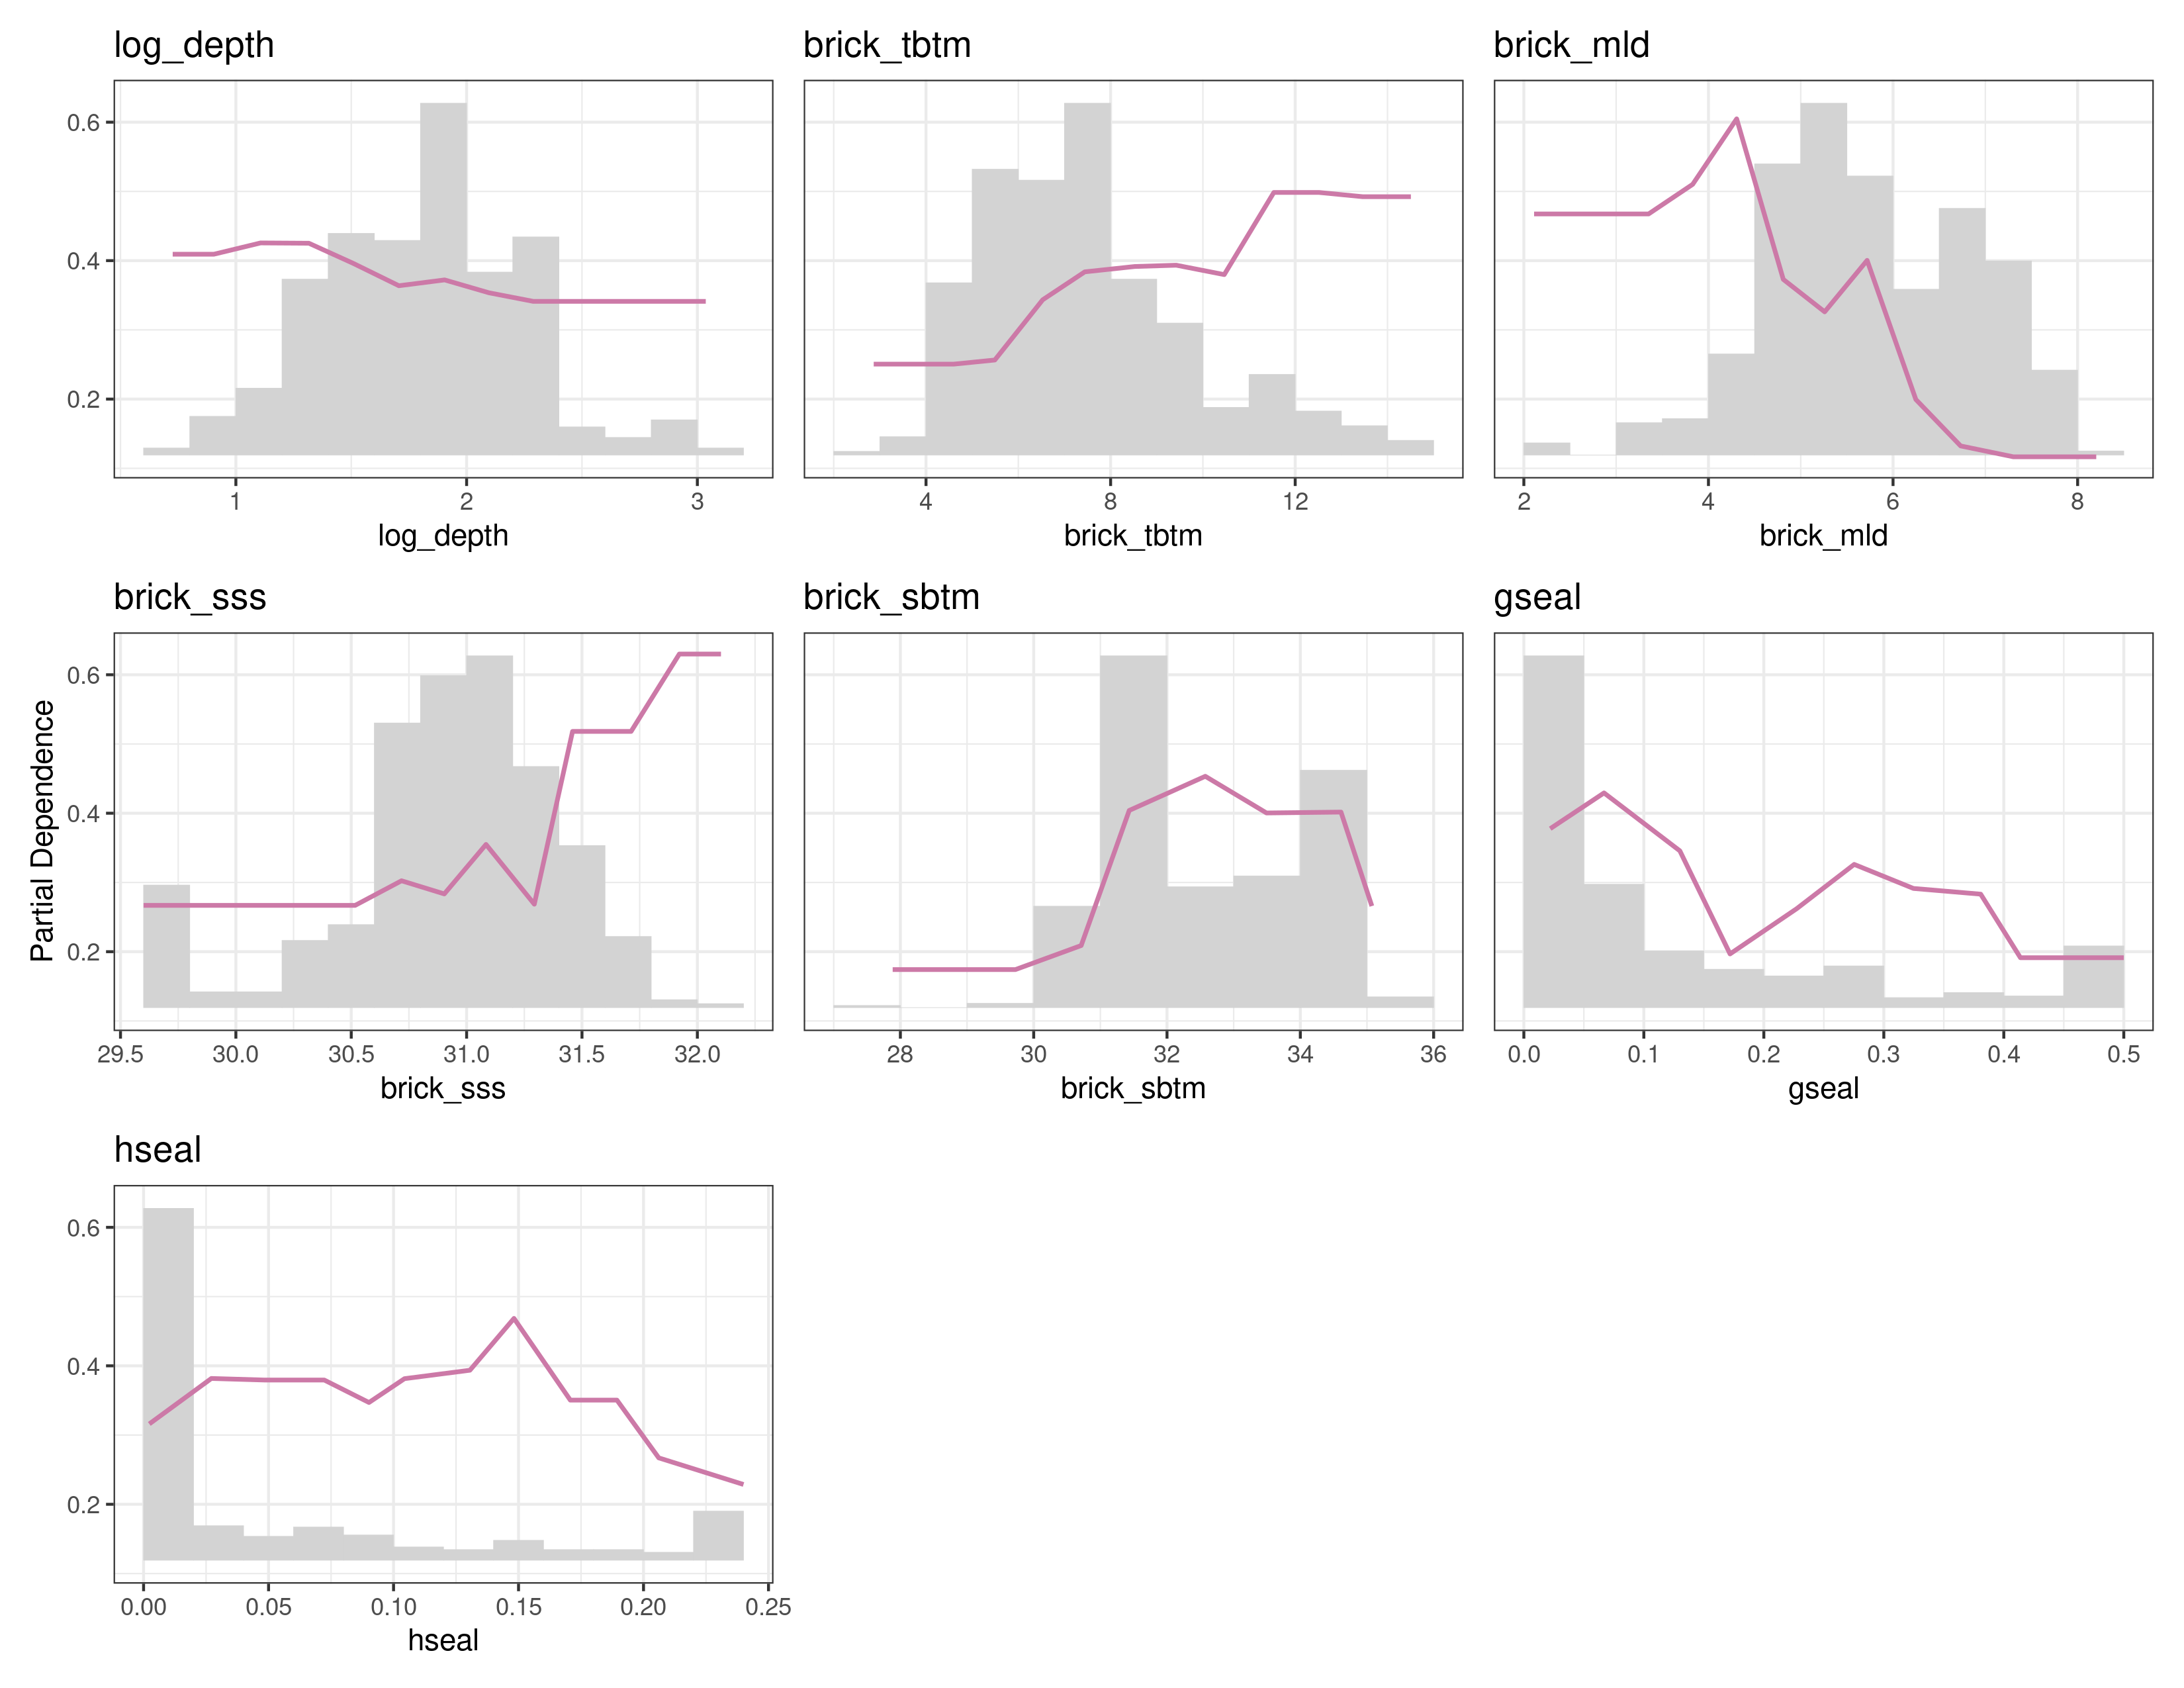 log_depth brick_tbtm brick_mld
0.6
0.4
0.2
1 2 3 4 8 12 2 4 6 8
log_depth brick_tbtm brick_mld
brick_sss brick_sbtm gseal
Partial Dependence
0.6
0.4
0.2
29.5 30.0 30.5 31.0 31.5 32.0 28 30 32 34 36 0.0 0.1 0.2 0.3 0.4 0.5
brick_sss brick_sbtm gseal
hseal
0.6
0.4
0.2
0.00 0.05 0.10 0.15 0.20 0.25
hseal